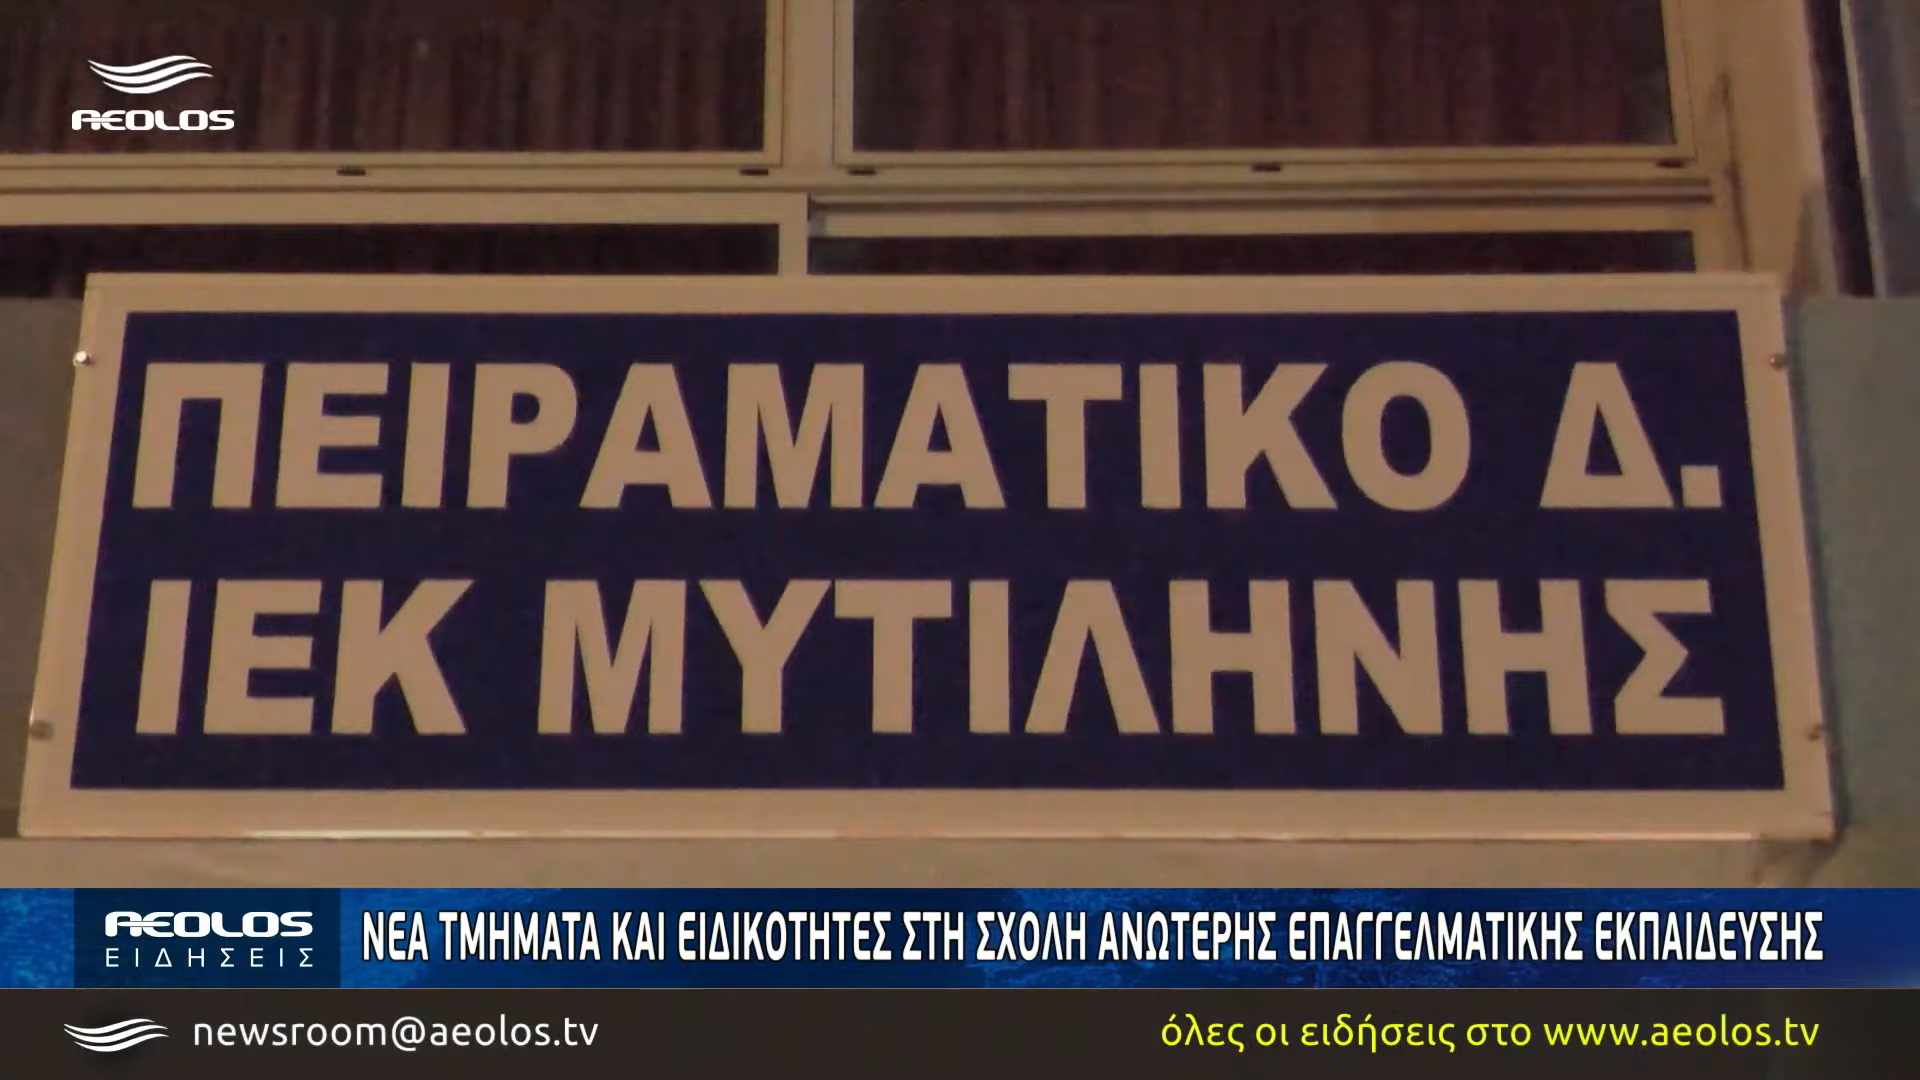 AEOLOS
ΠΕΙΡΑΜΑΤΙΚΟ Δ.
ΙΕΚ ΜΥΤΙΛΗΝΗΣ
AEOLOS
ΕΙΔΗΣΕΙΣ
ΝΕΑ ΤΜΗΜΑΤΑ ΚΑΙ ΕΙΔΙΚΟΤΗΤΕΣ ΣΤΗ ΣΧΟΛΗ ΑΝΩΤΕΡΗΣ ΕΠΑΓΓΕΛΜΑΤΙΚΗΣ ΕΚΠΑΙΔΕΥΣΗΣ
newsroom@aeolos.tv
όλες οι ειδήσεις στο www.aeolos.tv